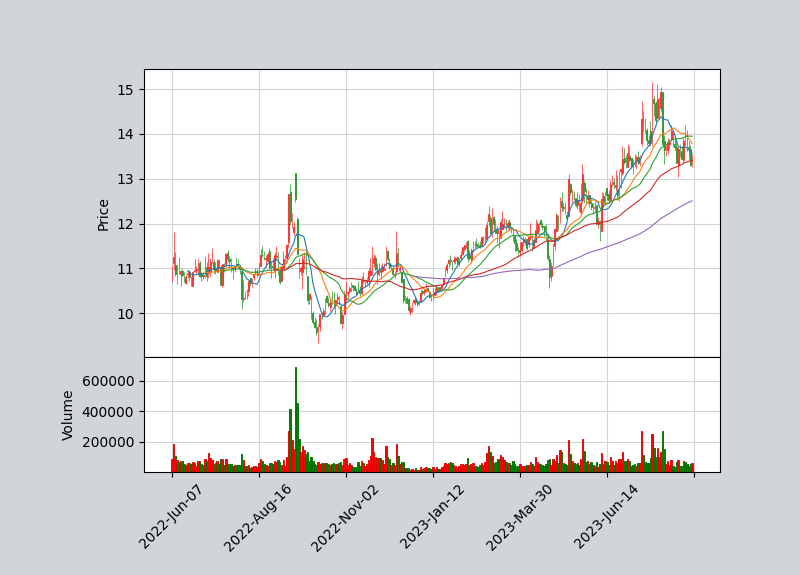 Price
15
14
13
12
11
10
Volume
600000
400000
200000
2022-Jun-07
2022-Aug-16
2022-Nov-02
2023-Jan-12
2023-Mar-30
2023-Jun-14